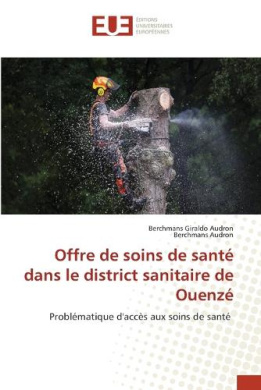 EUE
ÉDITIONS
UNIVERSITAIRES
EUROPÉENNES
Berchmans Giraldo Audron
Berchmans Audron
Offre de soins de santé
dans le district sanitaire de
Ouenzé
Problématique d'accès aux soins de santé